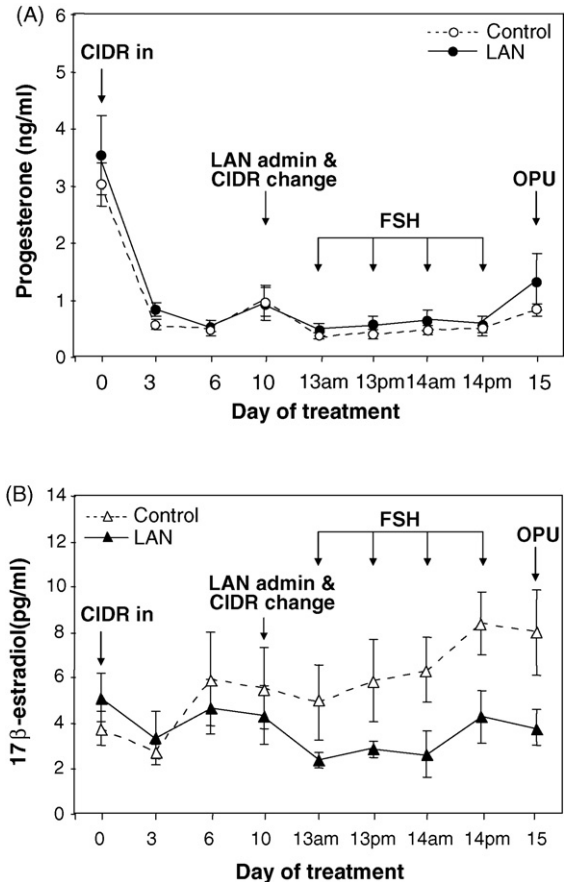 (A)
6
5
4
3
2
1
0
Progesterone (ng/ml)
CIDR in
Control
LAN
LAN admin &
CIDR change
FSH
OPU
0 3 6 10 13am 13pm 14am 14pm 15
Day of treatment
(B)
14
12
10
8
6
4
2
0
17β-estradiol(pg/ml)
Control
LAN
CIDR in
LAN admin &
CIDR change
FSH
OPU
0 3 6 10 13am 13pm 14am 14pm 15
Day of treatment